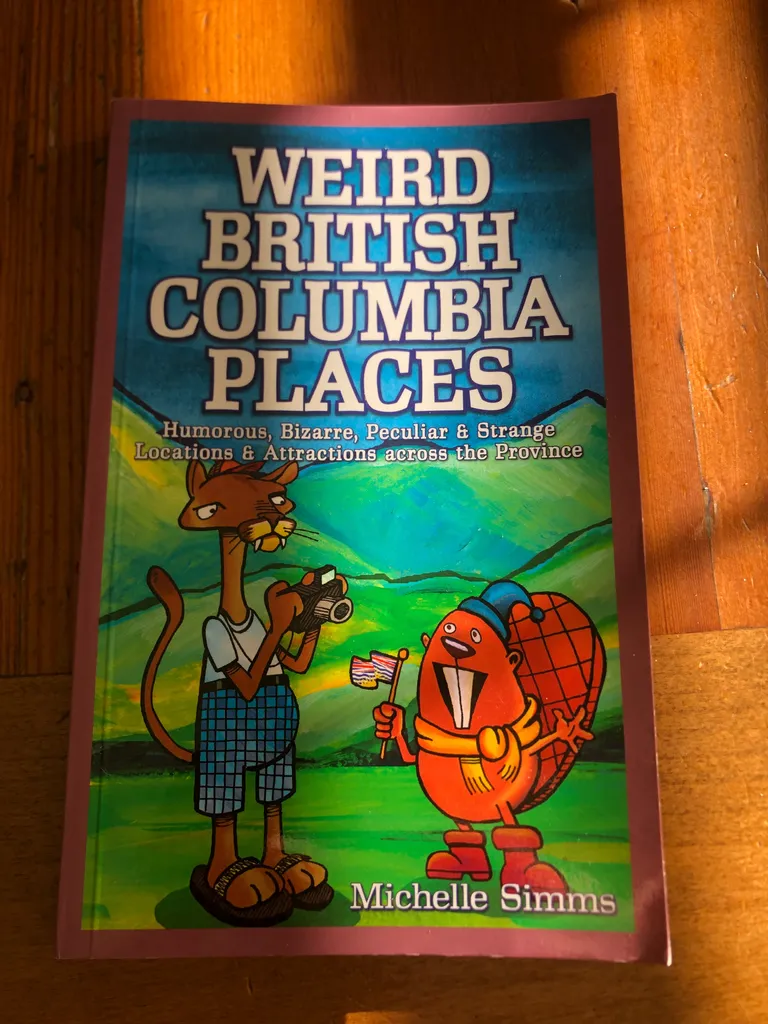 WEIRD
BRITISH
COLUMBIA
PLACES
Humorous, Bizarre, Peculiar & Strange
Locations & Attractions across the Province
Michelle Simms